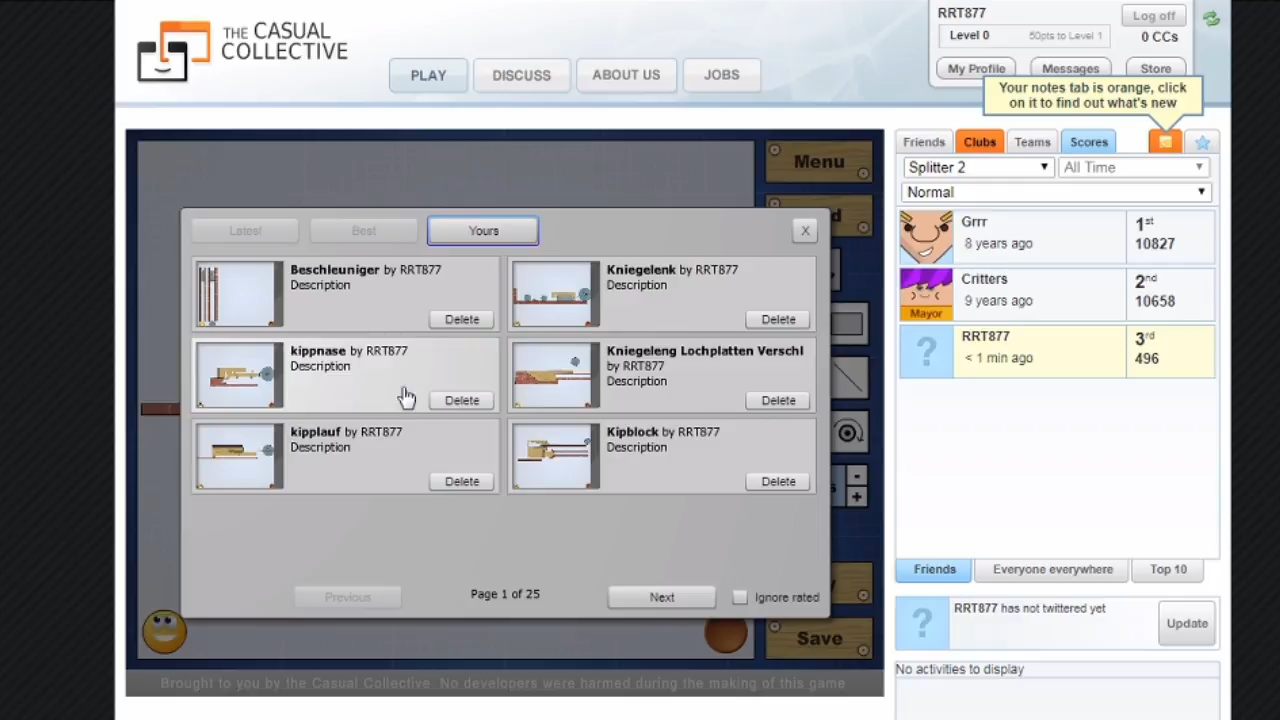 THE CASUAL
COLLECTIVE
PLAY
DISCUSS
ABOUT US
JOBS
RRT877
Log off
Level 0
50pts to Level 1
0 CCs
My Profile
Messages
Store
Your notes tab is orange, click
on it to find out what's new
Menu
Latest
Best
Yours
X
Beschleuniger by RRT877
Description
Delete
Kniegelenk by RRT877
Description
Delete
kippnase by RRT877
Description
Delete
Kniegeleng Lochplatten Verschl
by RRT877
Description
Delete
kipplauf by RRT877
Description
Delete
Kipblock by RRT877
Description
Delete
Previous
Page 1 of 25
Next
Ignore rated
-
+
Save
Brought to you by the Casual Collective. No developers were harmed during the making of this game
Friends
Clubs
Teams
Scores
Splitter 2
All Time
Normal
Grrr
8 years ago
1st
10827
Critters
9 years ago
Mayor
2nd
10658
?
RRT877
< 1 min ago
3rd
496
Friends
Everyone everywhere
Top 10
?
RRT877 has not twittered yet
Update
No activities to display